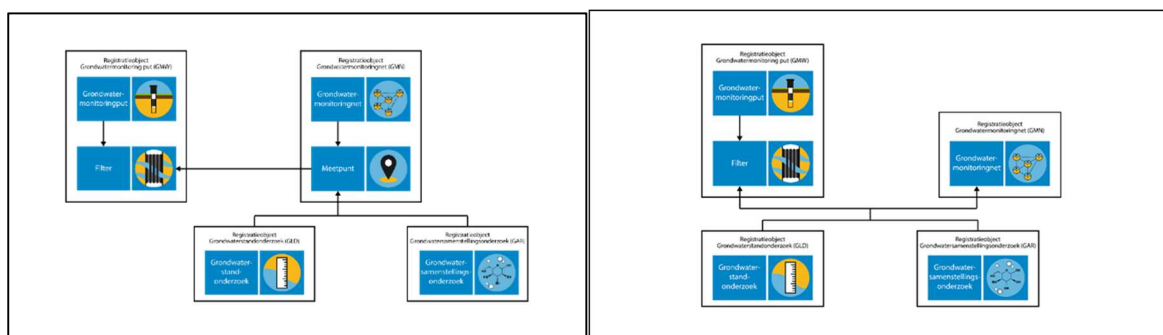 Registratieobject
Grondwatermonitoring put (GMW)
Grondwater-
monitoringput
Filter
Registratieobject
Grondwatermonitoringnet (GMN)
Grondwater-
monitoringnet
Meetpunt
Registratieobject
Grondwaterstandonderzoek (GLD)
Grondwater-
stand-
onderzoek
Registratieobject
Grondwatersamenstellingsonderzoek (GAR)
Grondwater-
samenstellings-
onderzoek
Registratieobject
Grondwatermonitoring put (GMW)
Grondwater-
monitoringput
Filter
Registratieobject
Grondwatermonitoringnet (GMN)
Grondwater-
monitoringnet
Registratieobject
Grondwaterstandonderzoek (GLD)
Grondwater-
stand-
onderzoek
Registratieobject
Grondwatersamenstellingsonderzoek (GAR)
Grondwater-
samenstellings-
onderzoek